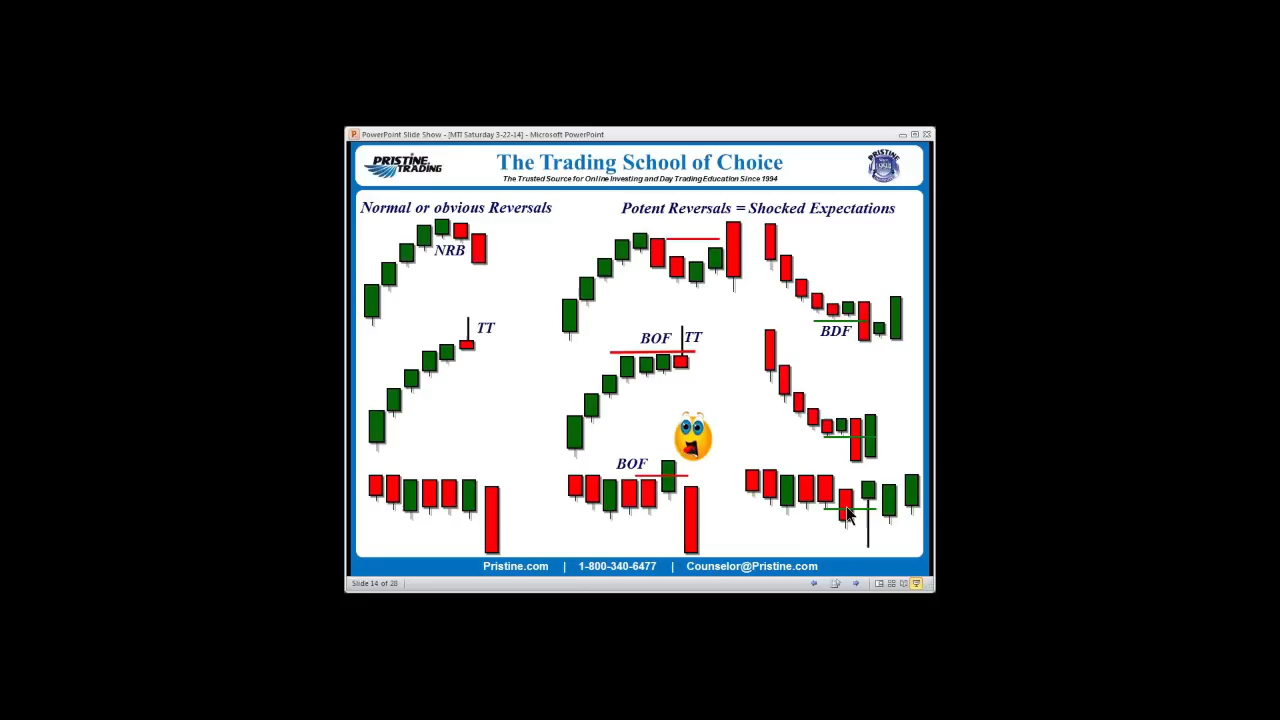 PowerPoint Slide Show - [MTI Saturday 3-22-14] - Microsoft PowerPoint
PRISTINE TRADING
The Trading School of Choice
The Trusted Source for Online Investing and Day Trading Education Since 1994
PRISTINE
Normal or obvious Reversals
Potent Reversals = Shocked Expectations
NRB
TT
BOF
TT
BDF
BOF
Pristine.com | 1-800-340-6477 | Counselor@Pristine.com
Slide 14 of 28